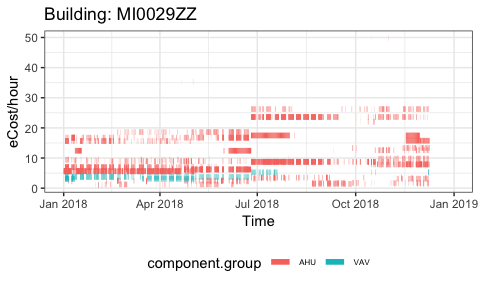 Building: MI0029ZZ
eCost/hour
50
40
30
20
10
0
Jan 2018 Apr 2018 Jul 2018 Oct 2018 Jan 2019
Time
component.group AHU VAV